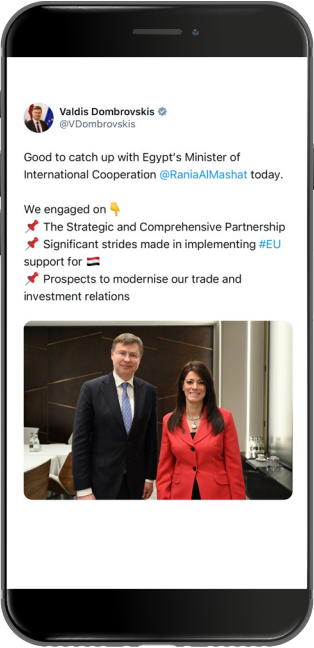 Valdis Dombrovskis
@VDombrovskis
Good to catch up with Egypt's Minister of
International Cooperation @RaniaAlMashat today.
We engaged on 👇
📌 The Strategic and Comprehensive Partnership
📌 Significant strides made in implementing #EU
support for 🇪🇬
📌 Prospects to modernise our trade and
investment relations